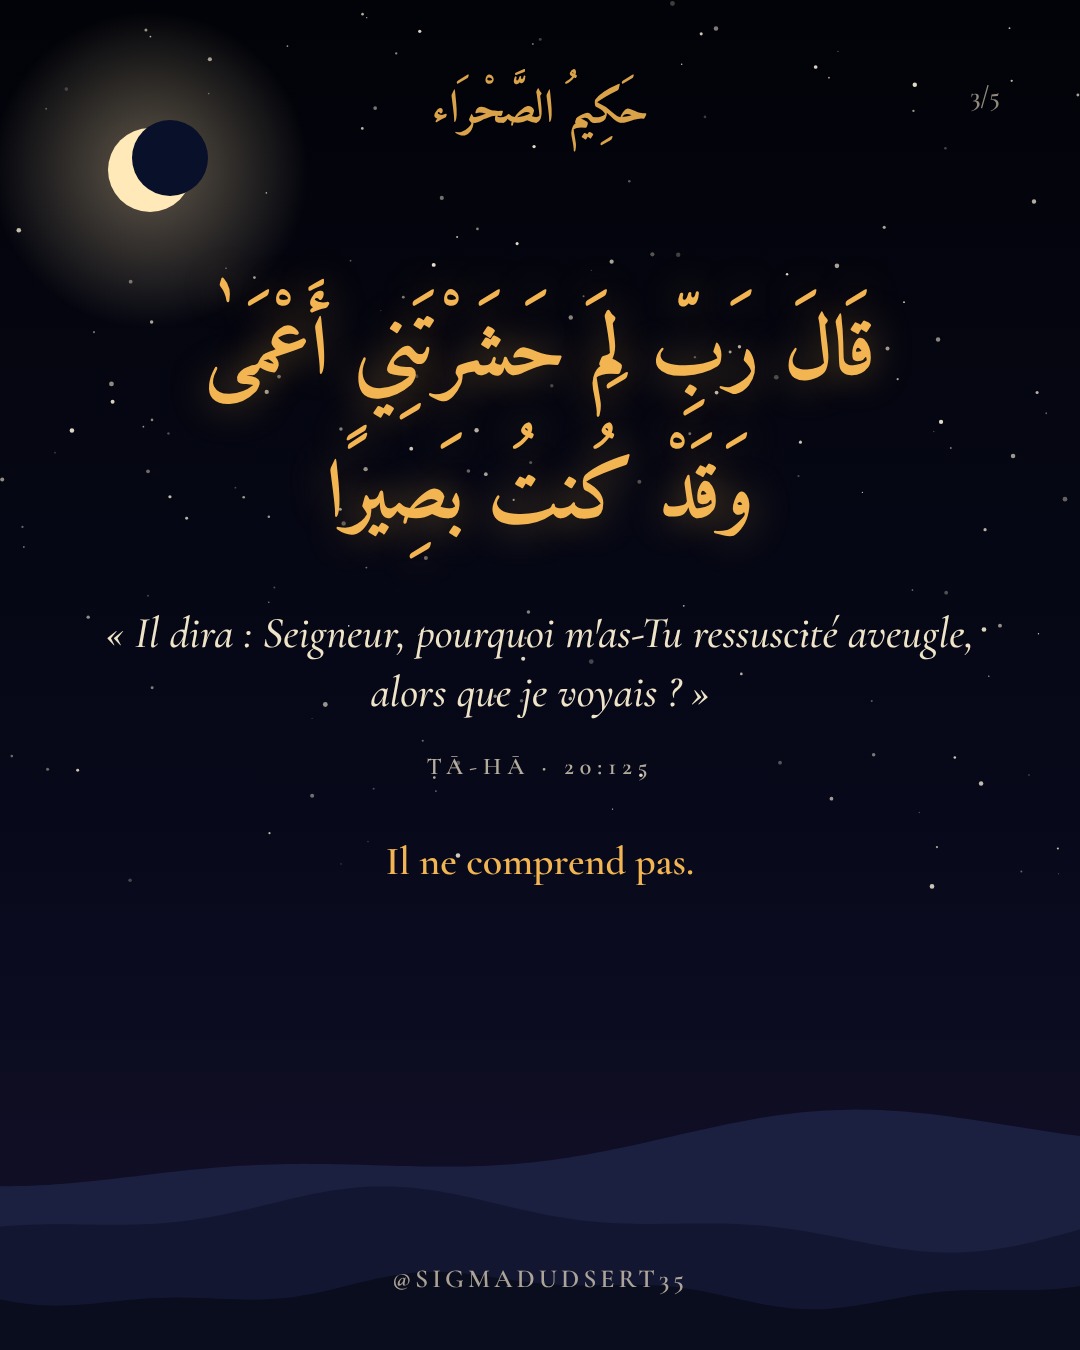 حَكِيمُ الصَّحْرَاء
3/5
قَالَ رَبِّ لِمَ حَشَرْتَنِي أَعْمَىٰ
وَقَدْ كُنتُ بَصِيرًا
« Il dira : Seigneur, pourquoi m'as-Tu ressuscité aveugle,
alors que je voyais ? »
ṬĀ-HĀ · 20:125
Il ne comprend pas.
@SIGMADUDSERT35